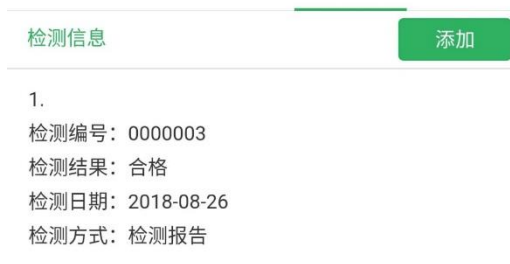 检测信息
添加
1.
检测编号：0000003
检测结果：合格
检测日期：2018-08-26
检测方式：检测报告